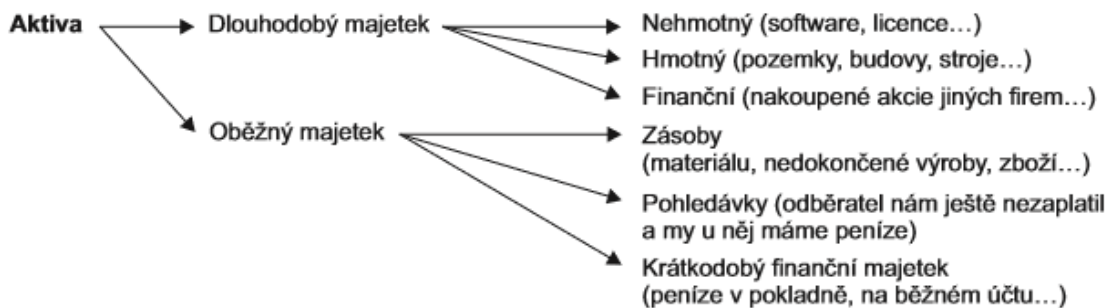 Aktiva
Dlouhodobý majetek
Nehmotný (software, licence…)
Hmotný (pozemky, budovy, stroje…)
Finanční (nakoupené akcie jiných firem…)
Oběžný majetek
Zásoby
(materiálu, nedokončené výroby, zboží…)
Pohledávky (odběratel nám ještě nezaplatil
a my u něj máme peníze)
Krátkodobý finanční majetek
(peníze v pokladně, na běžném účtu…)